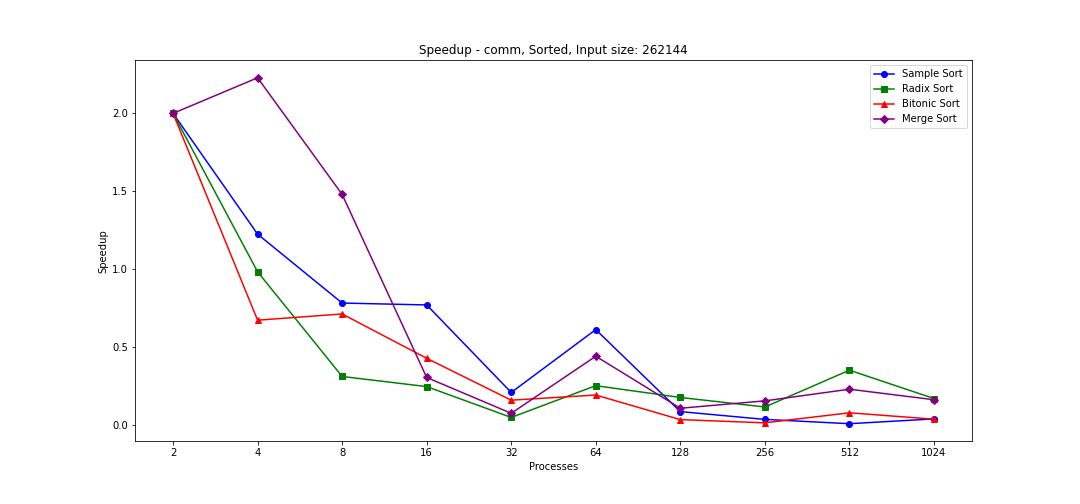 Speedup - comm, Sorted, Input size: 262144
Sample Sort
Radix Sort
Bitonic Sort
Merge Sort
Speedup
2.0
1.5
1.0
0.5
0.0
2 4 8 16 32 64 128 256 512 1024
Processes